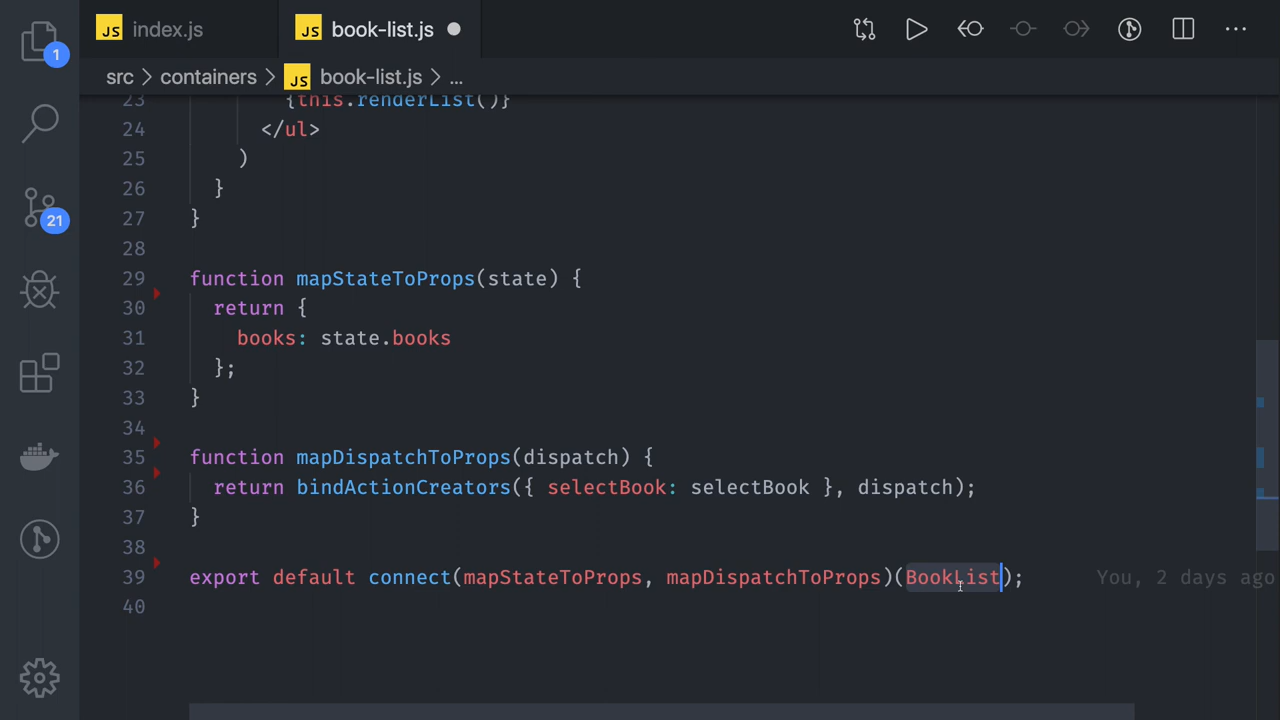 JS index.js JS book-list.js
1
src > containers > JS book-list.js > ...
23 {this.renderList()}
24 </ul>
25 )
26 }
27 }
28
29 function mapStateToProps(state) {
30 return {
31 books: state.books
32 };
33 }
34
35 function mapDispatchToProps(dispatch) {
36 return bindActionCreators({ selectBook: selectBook }, dispatch);
37 }
38
39 export default connect(mapStateToProps, mapDispatchToProps)(BookList); You, 2 days ago
40
21